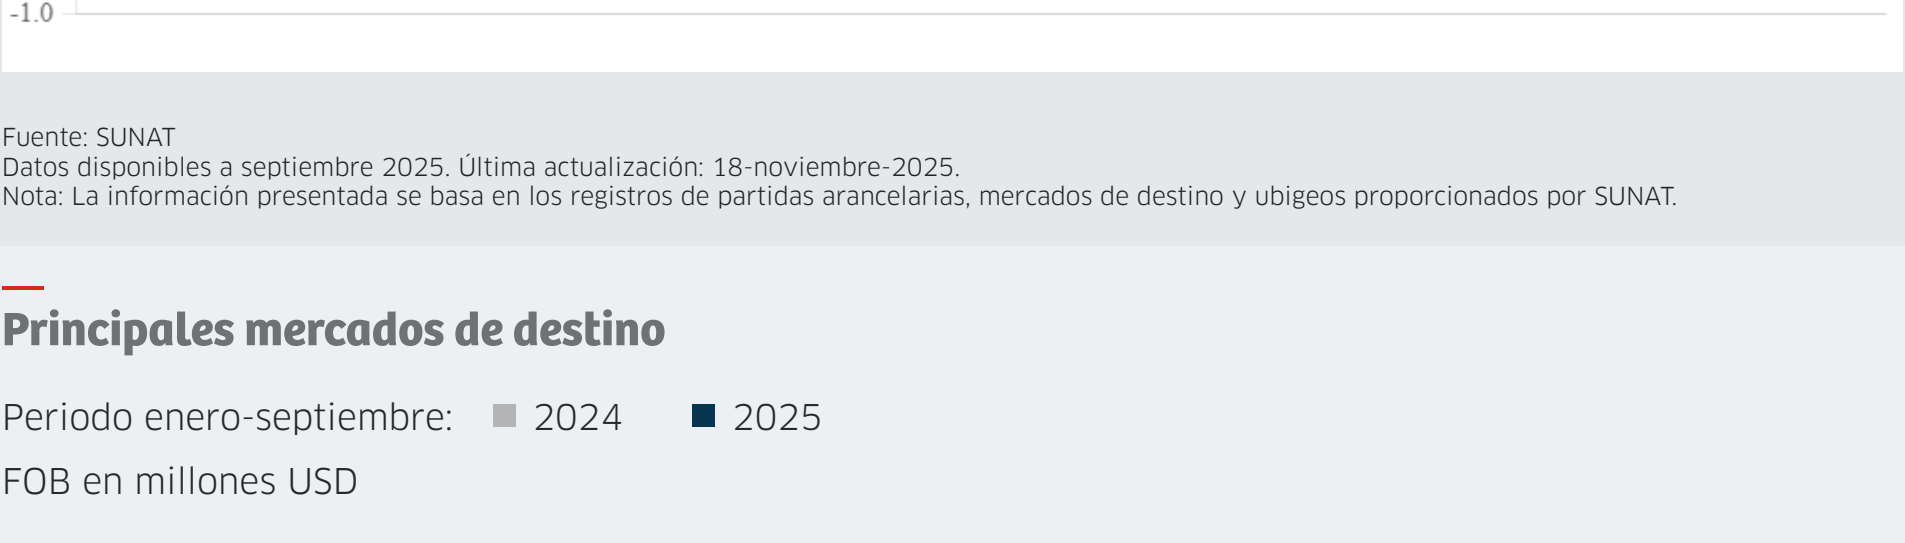 -1.0
Fuente: SUNAT
Datos disponibles a septiembre 2025. Última actualización: 18-noviembre-2025.
Nota: La información presentada se basa en los registros de partidas arancelarias, mercados de destino y ubigeos proporcionados por SUNAT.
Principales mercados de destino
Periodo enero-septiembre: 2024 2025
FOB en millones USD